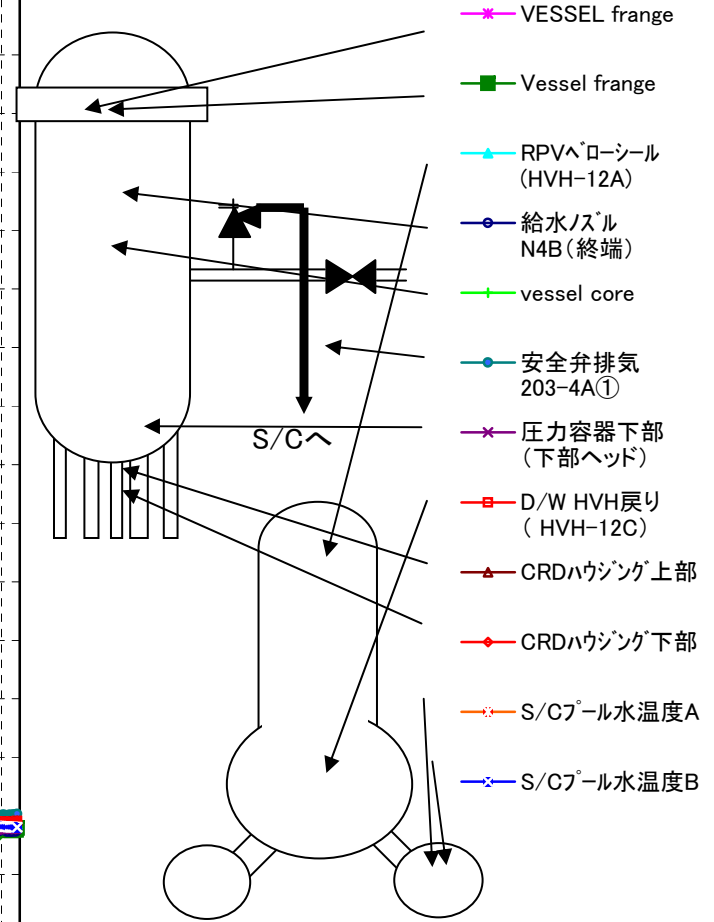 VESSEL frange
Vessel frange
RPVベローシール
(HVH-12A)
給水ノズル
N4B(終端)
vessel core
安全弁排気
203-4A①
圧力容器下部
(下部ヘッド)
D/W HVH戻り
( HVH-12C)
CRDハウジング上部
CRDハウジング下部
S/Cプール水温度A
S/Cプール水温度B
S/Cへ